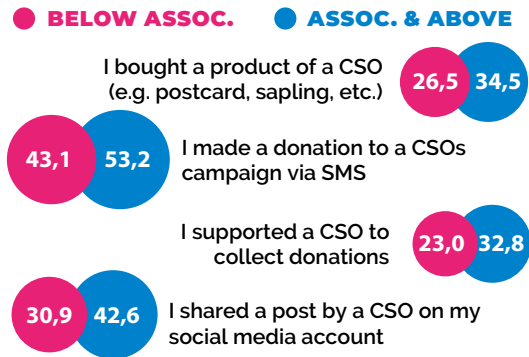 BELOW ASSOC. ASSOC. & ABOVE
I bought a product of a CSO
(e.g. postcard, sapling, etc.)
26,5 34,5
43,1 53,2
I made a donation to a CSOs
campaign via SMS
I supported a CSO to
collect donations
23,0 32,8
30,9 42,6
I shared a post by a CSO on my
social media account